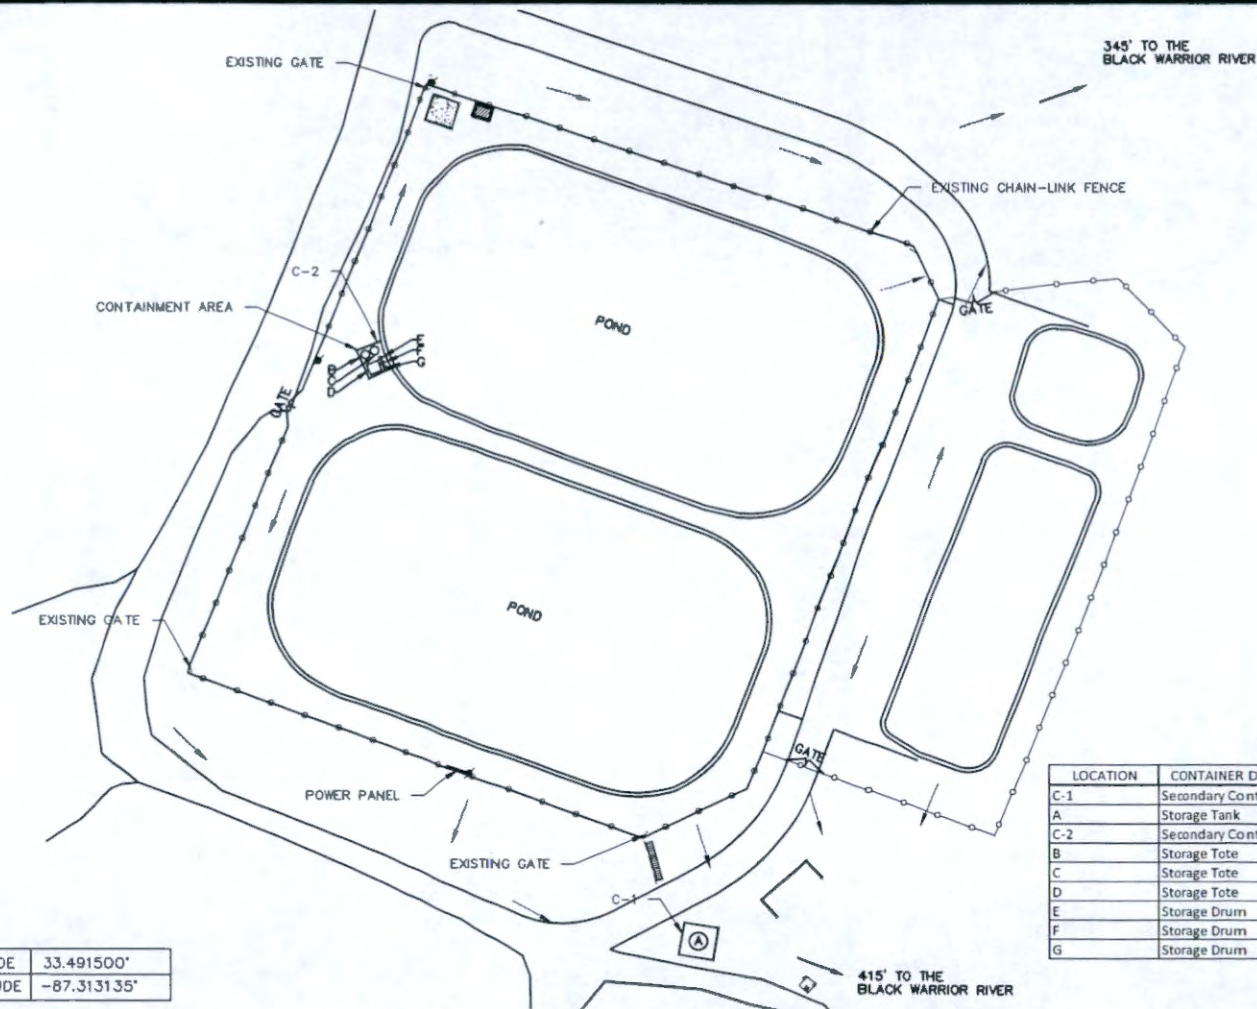 345' TO THE
BLACK WARRIOR RIVER
EXISTING GATE
EXISTING CHAIN-LINK FENCE
C-2
CONTAINMENT AREA
POND
GATE
E
F
G
B
C
D
GATE
POND
EXISTING GATE
GATE
POWER PANEL
EXISTING GATE
C-1
A
LOCATION CONTAINER D
C-1 Secondary Cont
A Storage Tank
C-2 Secondary Cont
B Storage Tote
C Storage Tote
D Storage Tote
E Storage Drum
F Storage Drum
G Storage Drum
DE 33.491500°
UDE -87.313135°
415' TO THE
BLACK WARRIOR RIVER